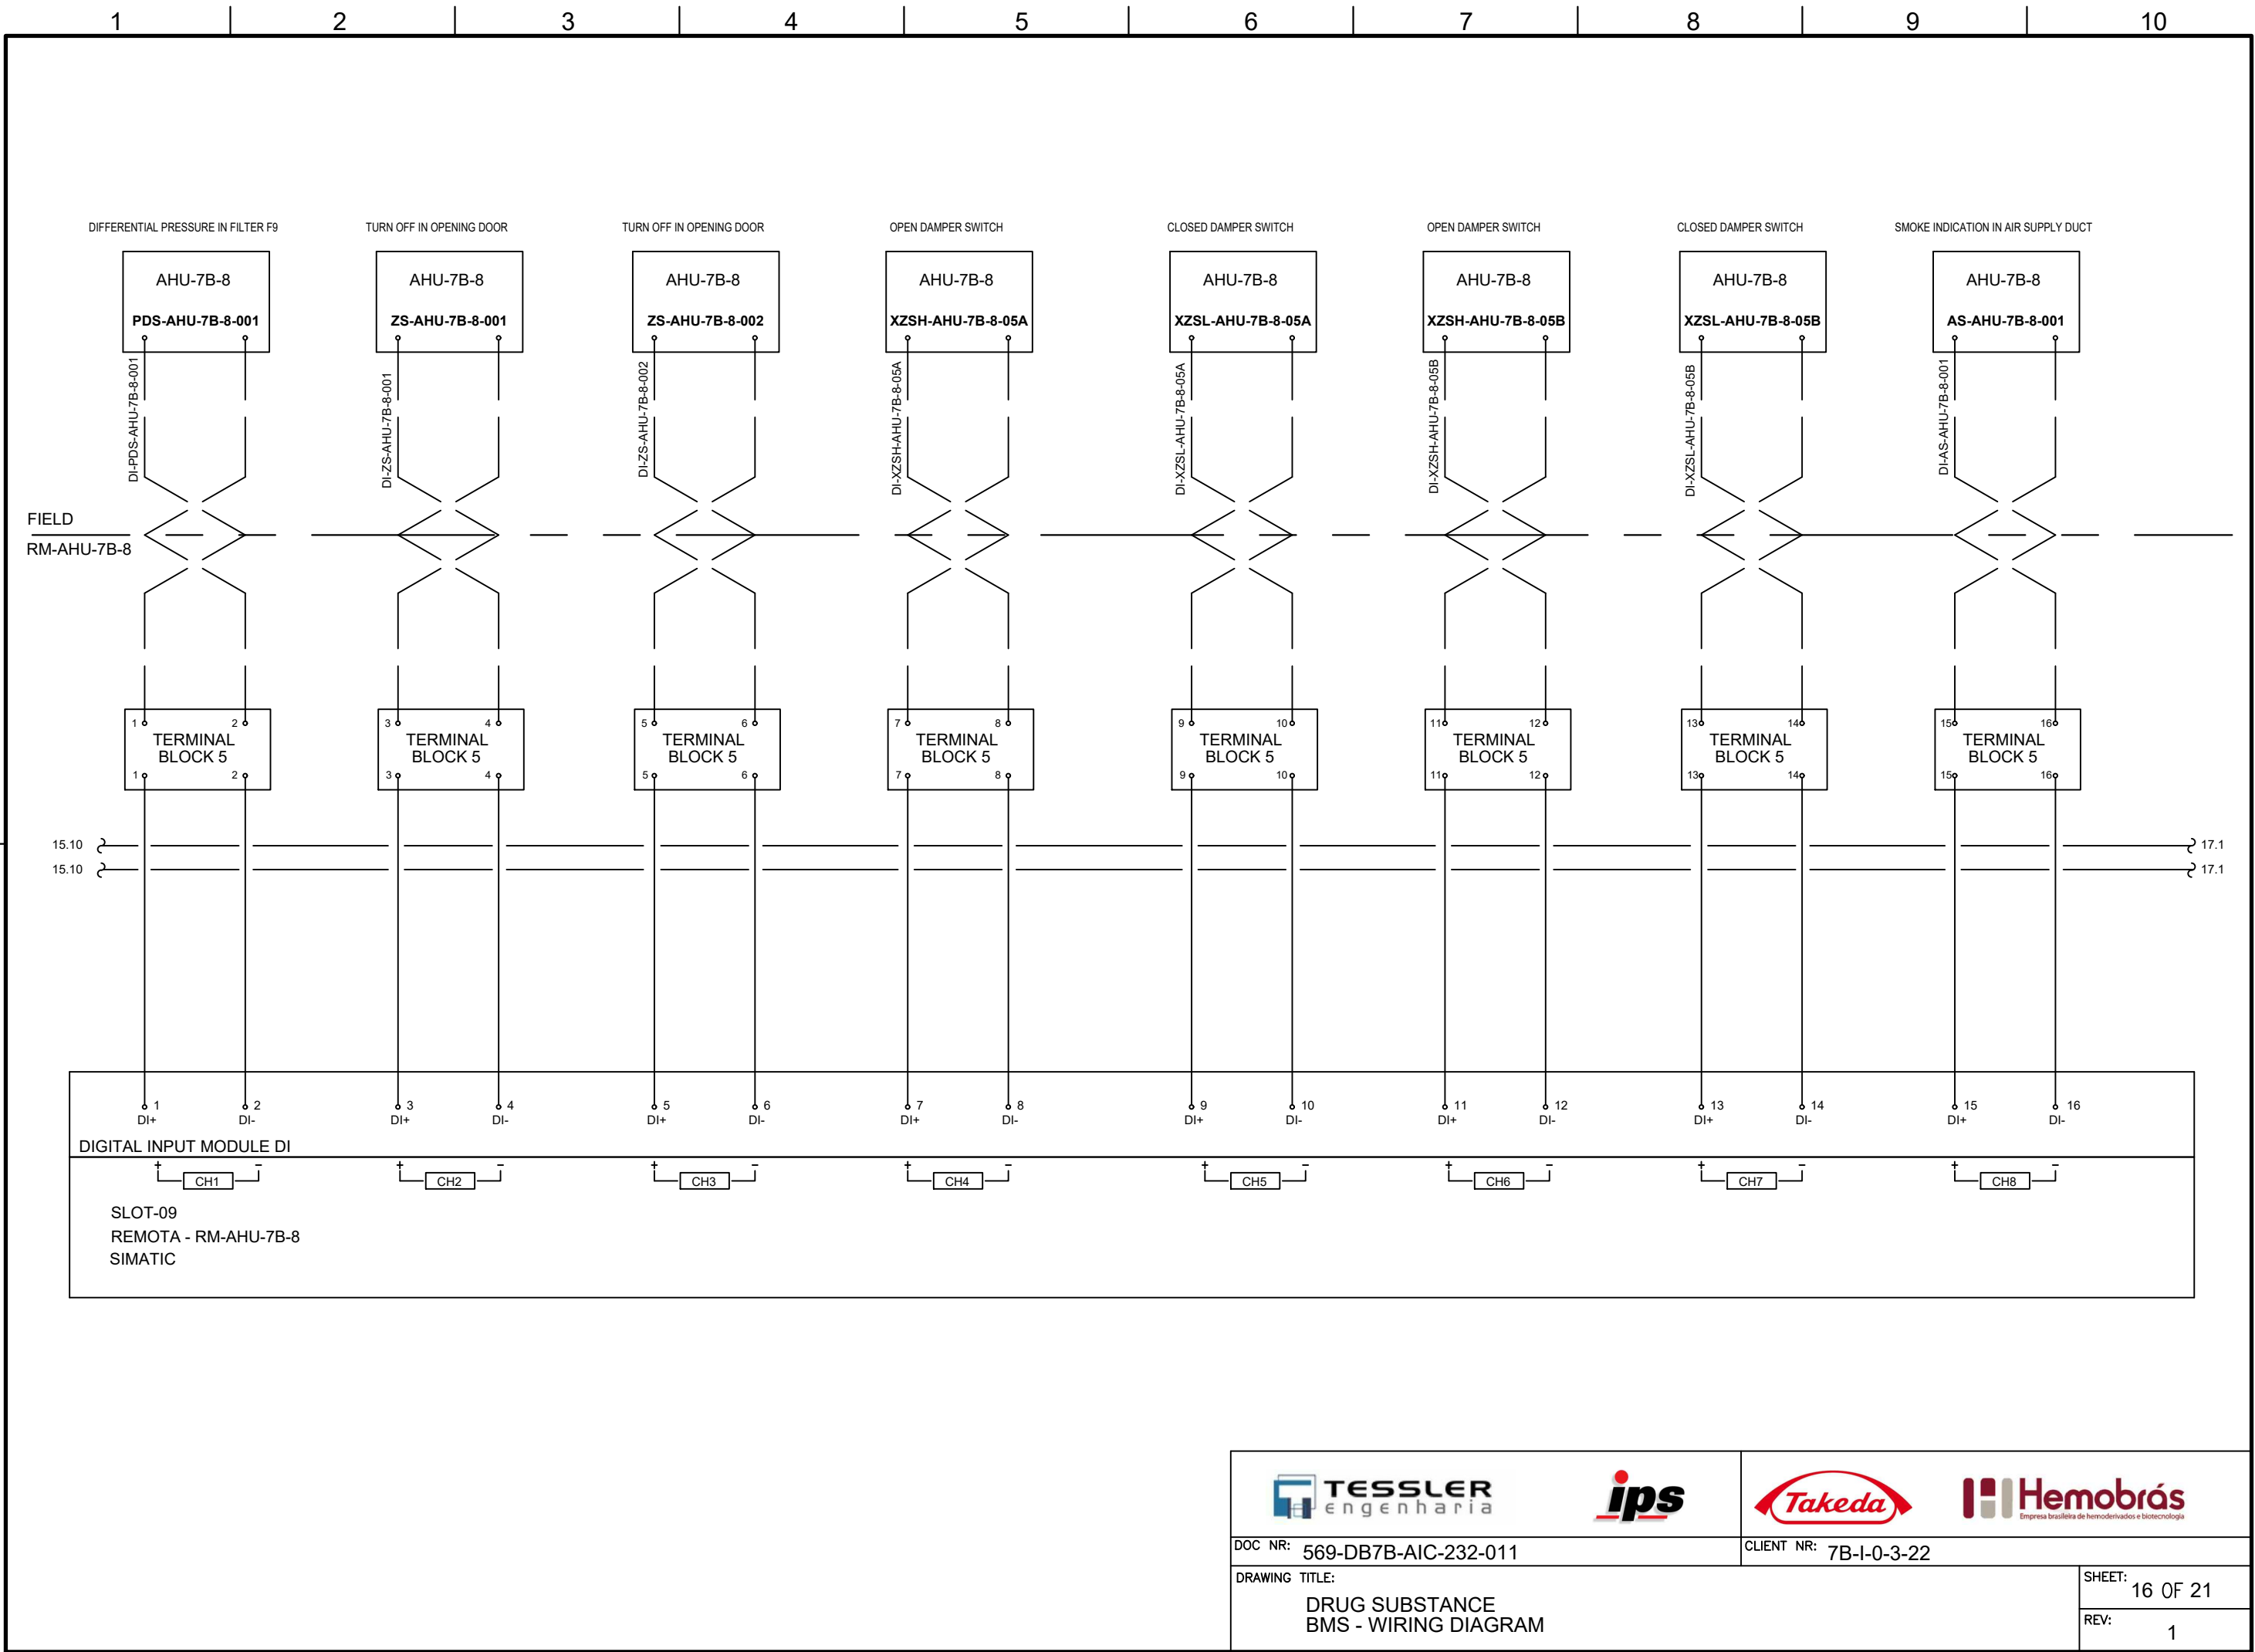 1 2 3 4 5 6 7 8 9 10
DIFFERENTIAL PRESSURE IN FILTER F9
TURN OFF IN OPENING DOOR
TURN OFF IN OPENING DOOR
OPEN DAMPER SWITCH
CLOSED DAMPER SWITCH
OPEN DAMPER SWITCH
CLOSED DAMPER SWITCH
SMOKE INDICATION IN AIR SUPPLY DUCT
AHU-7B-8
PDS-AHU-7B-8-001
AHU-7B-8
ZS-AHU-7B-8-001
AHU-7B-8
ZS-AHU-7B-8-002
AHU-7B-8
XZSH-AHU-7B-8-05A
AHU-7B-8
XZSL-AHU-7B-8-05A
AHU-7B-8
XZSH-AHU-7B-8-05B
AHU-7B-8
XZSL-AHU-7B-8-05B
AHU-7B-8
AS-AHU-7B-8-001
DI-PDS-AHU-7B-8-001
DI-ZS-AHU-7B-8-001
DI-ZS-AHU-7B-8-002
DI-XZSH-AHU-7B-8-05A
DI-XZSL-AHU-7B-8-05A
DI-XZSH-AHU-7B-8-05B
DI-XZSL-AHU-7B-8-05B
DI-AS-AHU-7B-8-001
FIELD
RM-AHU-7B-8
1 2
TERMINAL
BLOCK 5
1 2
3 4
TERMINAL
BLOCK 5
3 4
5 6
TERMINAL
BLOCK 5
5 6
7 8
TERMINAL
BLOCK 5
7 8
9 10
TERMINAL
BLOCK 5
9 10
11 12
TERMINAL
BLOCK 5
11 12
13 14
TERMINAL
BLOCK 5
13 14
15 16
TERMINAL
BLOCK 5
15 16
15.10 17.1
15.10 17.1
1 2 3 4 5 6 7 8 9 10 11 12 13 14 15 16
DI+ DI- DI+ DI- DI+ DI- DI+ DI- DI+ DI- DI+ DI- DI+ DI- DI+ DI-
DIGITAL INPUT MODULE DI
+ - + - + - + - + - + - + - + -
CH1 CH2 CH3 CH4 CH5 CH6 CH7 CH8
SLOT-09
REMOTA - RM-AHU-7B-8
SIMATIC
TESSLER
engenharia
ips
Takeda
Hemobrás
Empresa brasileira de hemoderivados e biotecnologia
DOC NR: 569-DB7B-AIC-232-011
CLIENT NR: 7B-I-0-3-22
DRAWING TITLE:
DRUG SUBSTANCE
BMS - WIRING DIAGRAM
SHEET: 16 OF 21
REV: 1